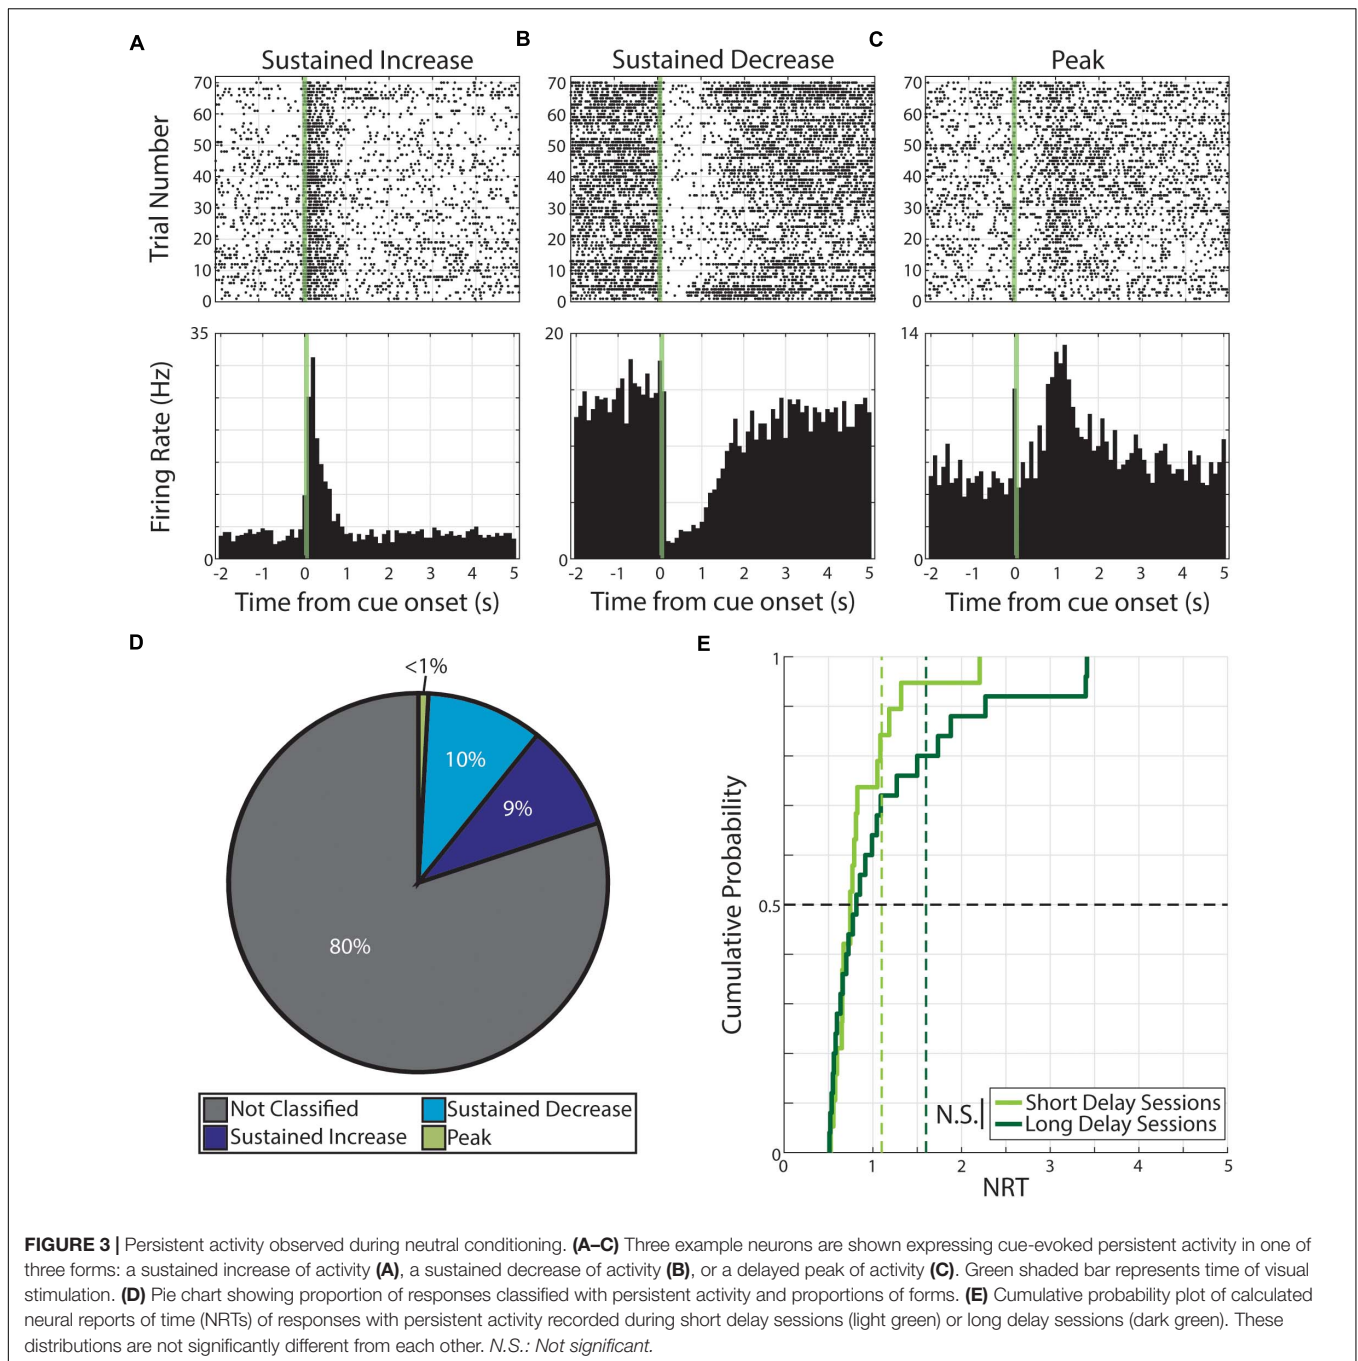 A
Sustained Increase
B
Sustained Decrease
C
Peak
Trial Number
70
60
50
40
30
20
10
0
70
60
50
40
30
20
10
0
70
60
50
40
30
20
10
0
Firing Rate (Hz)
35
0
-2 -1 0 1 2 3 4 5
Time from cue onset (s)
20
10
0
-2 -1 0 1 2 3 4 5
Time from cue onset (s)
14
0
-2 -1 0 1 2 3 4 5
Time from cue onset (s)
D
<1%
10%
9%
80%
Not Classified
Sustained Decrease
Sustained Increase
Peak
E
Cumulative Probability
1
0.5
0
0 1 2 3 4 5
NRT
N.S.
Short Delay Sessions
Long Delay Sessions
FIGURE 3 | Persistent activity observed during neutral conditioning. (A–C) Three example neurons are shown expressing cue-evoked persistent activity in one of
three forms: a sustained increase of activity (A), a sustained decrease of activity (B), or a delayed peak of activity (C). Green shaded bar represents time of visual
stimulation. (D) Pie chart showing proportion of responses classified with persistent activity and proportions of forms. (E) Cumulative probability plot of calculated
neural reports of time (NRTs) of responses with persistent activity recorded during short delay sessions (light green) or long delay sessions (dark green). These
distributions are not significantly different from each other. N.S.: Not significant.